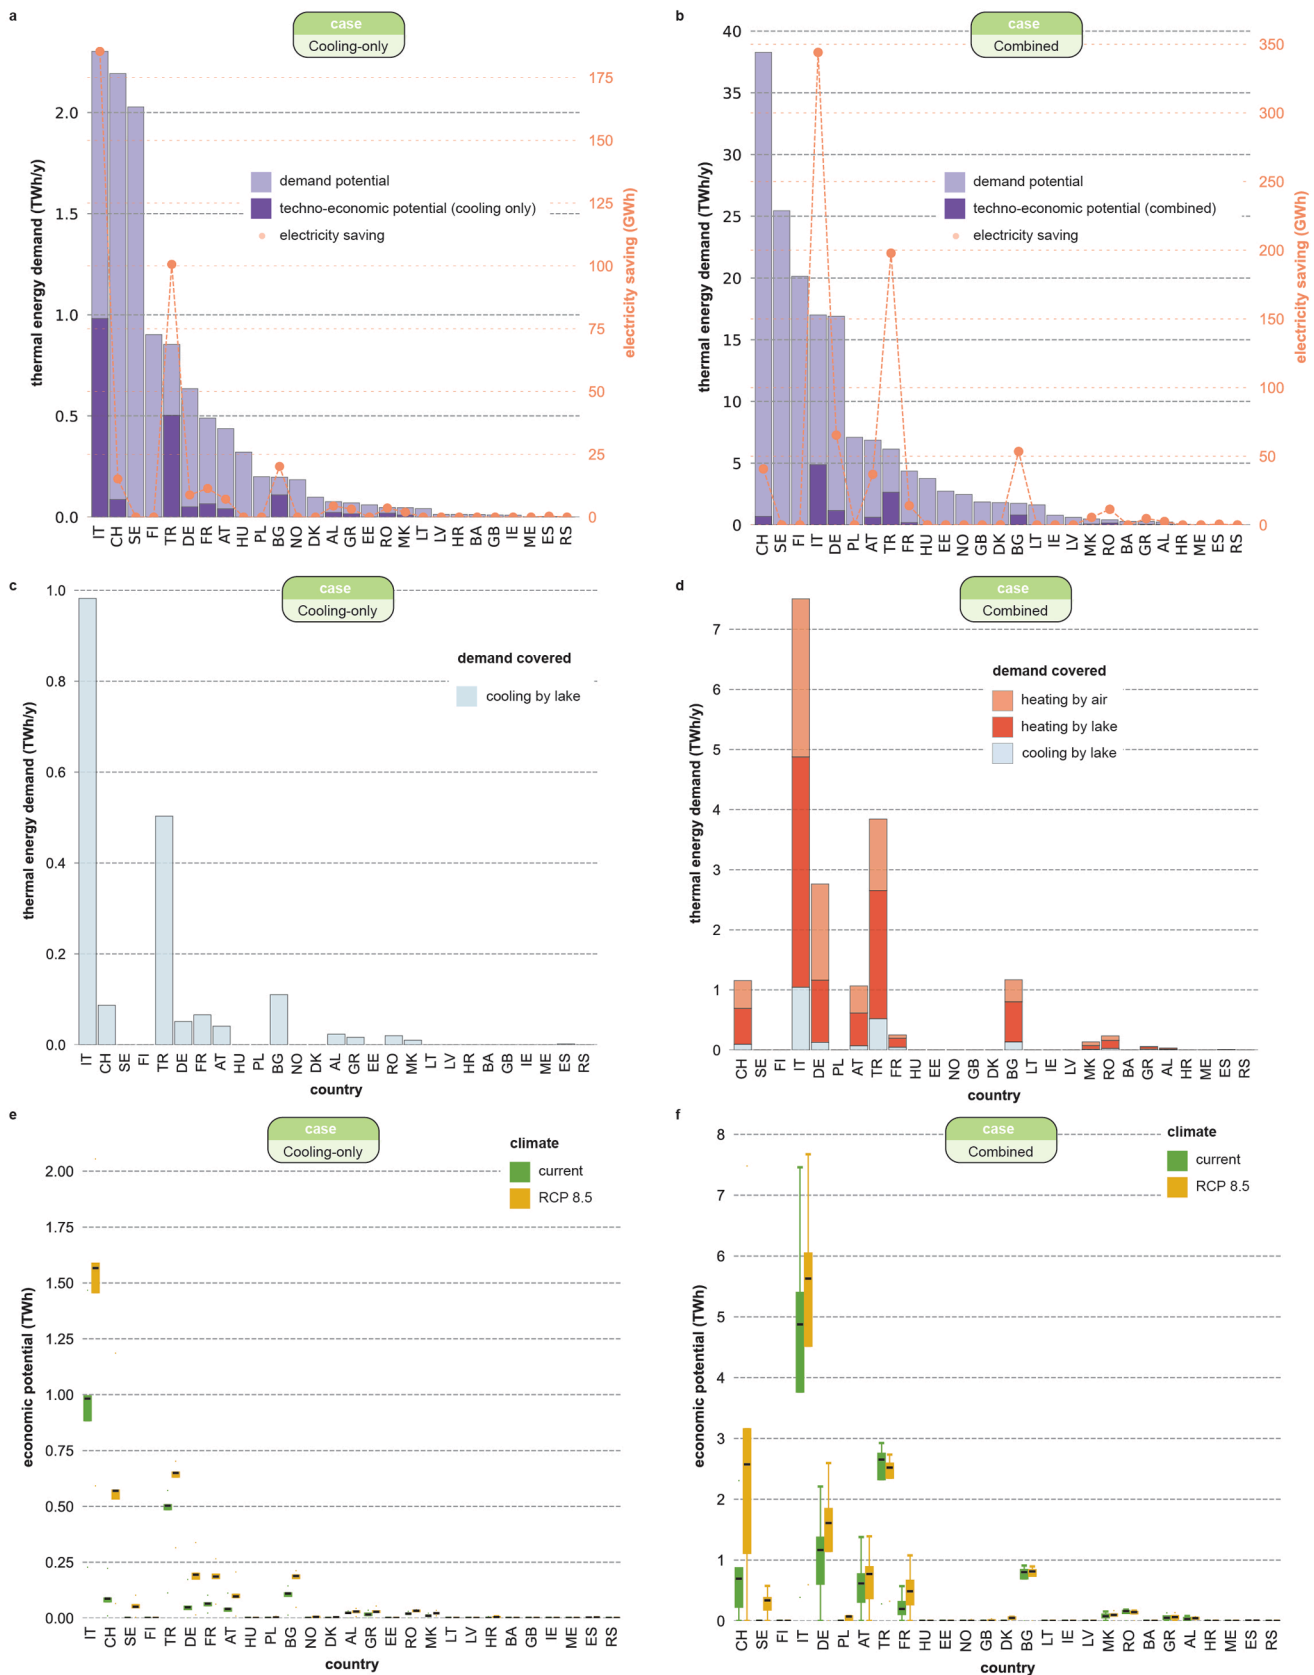 a
case
Cooling-only
thermal energy demand (TWh/y)
2.0
1.5
1.0
0.5
0.0
175
150
125
100
75
50
25
0
electricity saving (GWh)
demand potential
techno-economic potential (cooling only)
electricity saving
IT CH SE FI TR DE FR AT HU PL BG NO DK AL GR EE RO MK LT LV HR BA GB IE ME ES RS
b
case
Combined
thermal energy demand (TWh/y)
40
35
30
25
20
15
10
5
0
350
300
250
200
150
100
50
0
electricity saving (GWh)
demand potential
techno-economic potential (combined)
electricity saving
CH SE FI IT DE PL AT TR FR HU EE NO GB DK BG LT IE LV MK RO BA GR AL HR ME ES RS
c
case
Cooling-only
thermal energy demand (TWh/y)
1.0
0.8
0.6
0.4
0.2
0.0
demand covered
cooling by lake
IT CH SE FI TR DE FR AT HU PL BG NO DK AL GR EE RO MK LT LV HR BA GB IE ME ES RS
country
d
case
Combined
thermal energy demand (TWh/y)
7
6
5
4
3
2
1
0
demand covered
heating by air
heating by lake
cooling by lake
CH SE FI IT DE PL AT TR FR HU EE NO GB DK BG LT IE LV MK RO BA GR AL HR ME ES RS
country
e
case
Cooling-only
climate
current
RCP 8.5
economic potential (TWh)
2.00
1.75
1.50
1.25
1.00
0.75
0.50
0.25
0.00
IT CH SE FI TR DE FR AT HU PL BG NO DK AL GR EE RO MK LT LV HR BA GB IE ME ES RS
country
f
case
Combined
climate
current
RCP 8.5
economic potential (TWh)
8
7
6
5
4
3
2
1
0
CH SE FI IT DE PL AT TR FR HU EE NO GB DK BG LT IE LV MK RO BA GR AL HR ME ES RS
country